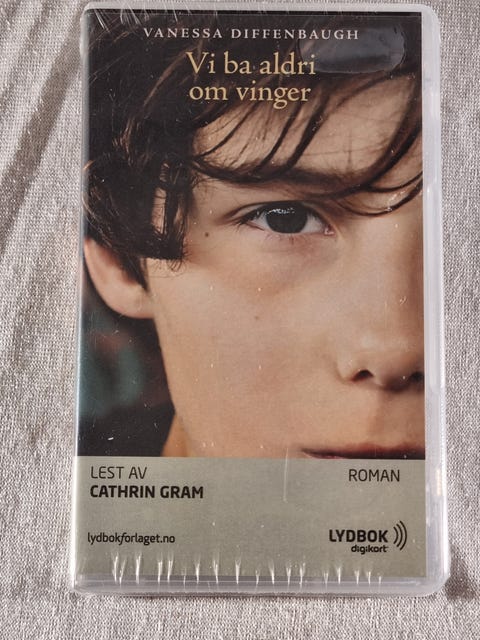 VANESSA DIFFENBAUGH
Vi ba aldri
om vinger
LEST AV
CATHRIN GRAM
ROMAN
lydbokforlaget.no
LYDBOK
digikort